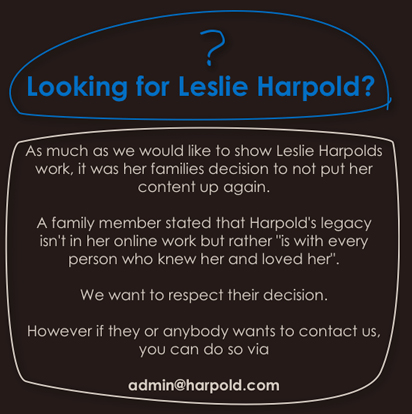 ?
Looking for Leslie Harpold?
As much as we would like to show Leslie Harpolds
work, it was her families decision to not put her
content up again.
A family member stated that Harpold's legacy
isn't in her online work but rather "is with every
person who knew her and loved her".
We want to respect their decision.
However if they or anybody wants to contact us,
you can do so via
admin@harpold.com